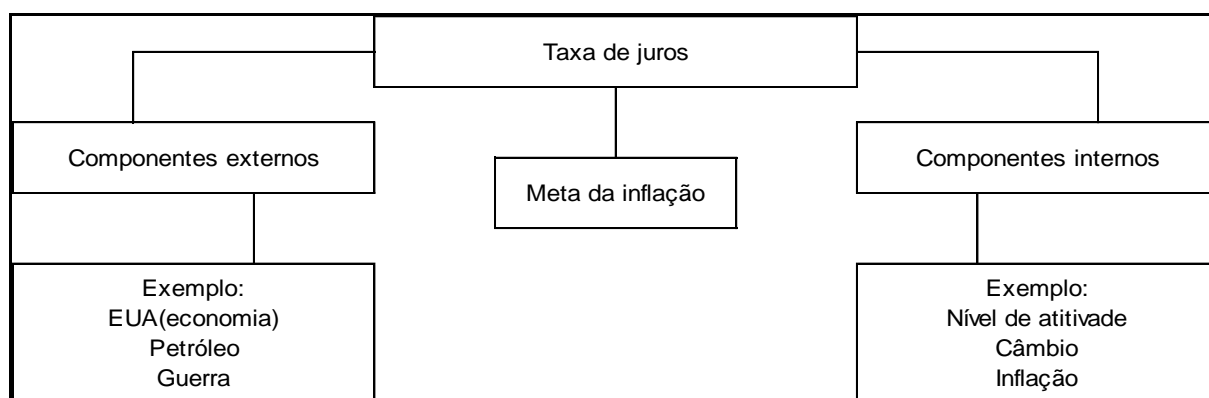 Taxa de juros
Componentes externos
Meta da inflação
Componentes internos
Exemplo:
EUA(economia)
Petróleo
Guerra
Exemplo:
Nível de atitivade
Câmbio
Inflação